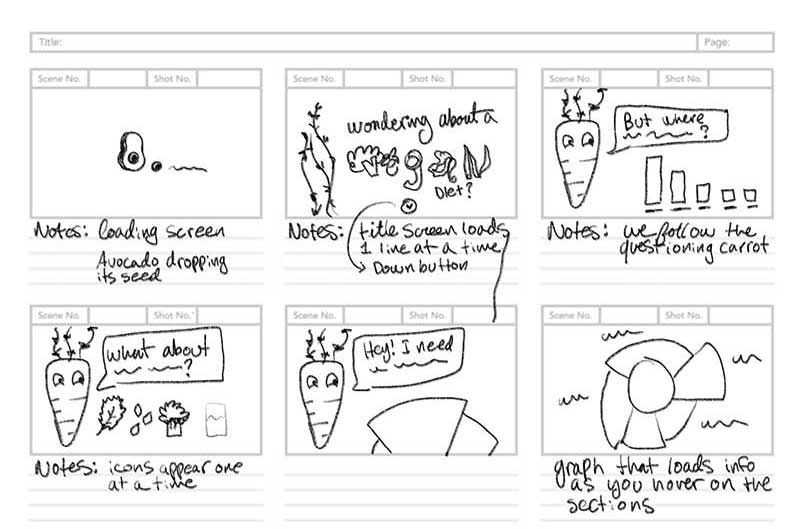 Title:
Page:
Scene No. Shot No.
Scene No. Shot No.
Scene No. Shot No.
wondering about a
Diet?
But where
?
Notes: loading screen
Avocado dropping
its seed
Notes: title screen loads
1 line at a time
Down button
Notes: we follow the
questioning carrot
Scene No. Shot No.
Scene No. Shot No.
Scene No. Shot No.
what about
?
Hey! I need
Notes: icons appear one
at a time
graph that loads info
as you hover on the
sections